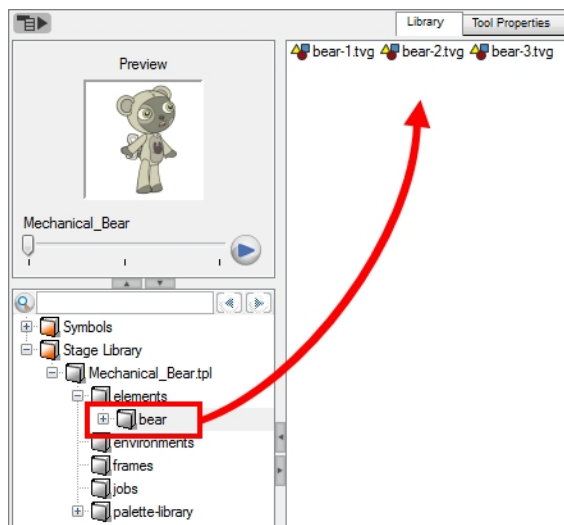 Library Tool Properties
Preview
bear-1.tvg bear-2.tvg bear-3.tvg
Mechanical_Bear
Symbols
Stage Library
Mechanical_Bear.tpl
elements
bear
environments
frames
jobs
palette-library